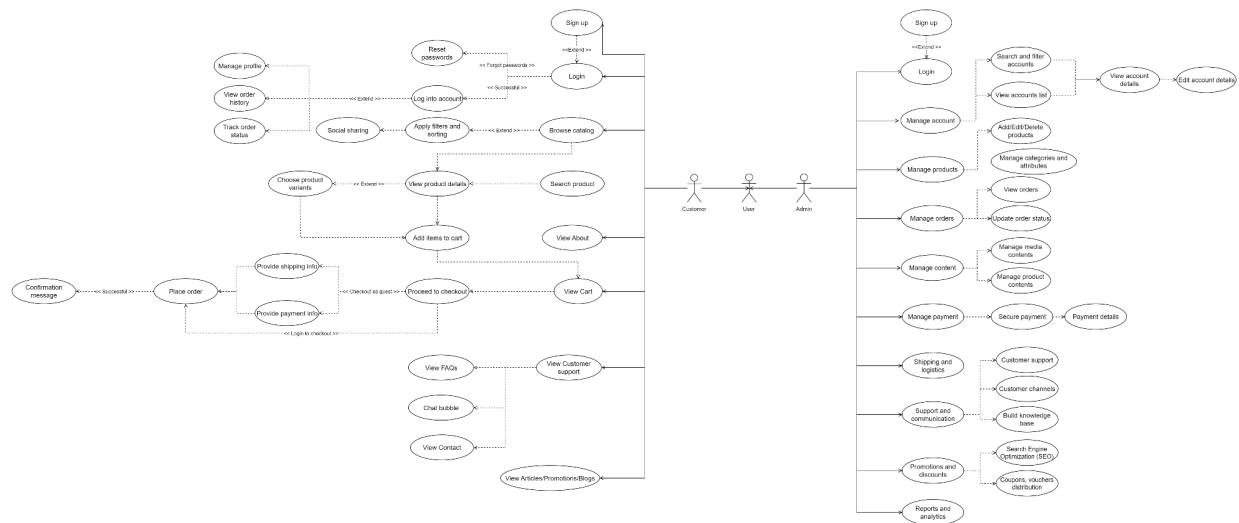 Sign up
<<Extend >>
Login
Reset
passwords
<< Forgot passwords >>
<< Successful >>
Log into account
<< Extend >>
Manage profile
View order
history
Track order
status
Browse catalog
<< Extend >>
Apply filters and
sorting
Social sharing
Choose product
variants
<< Extend >>
View product details
Search product
Add items to cart
View About
View Cart
Proceed to checkout
<< Checkout as guest >>
Provide shipping info
Provide payment info
<< Login to checkout >>
Place order
<< Successful >>
Confirmation
message
View Customer
support
View FAQs
Chat bubble
View Contact
View Articles/Promotions/Blogs
Customer
User
Admin
Sign up
<<Extend >>
Login
Manage account
Search and filter
accounts
View accounts list
View account
details
Edit account details
Manage products
Add/Edit/Delete
products
Manage categories and
attributes
Manage orders
View orders
Update order status
Manage content
Manage media
contents
Manage product
contents
Manage payment
Secure payment
Payment details
Shipping and
logistics
Support and
communication
Customer support
Customer channels
Build knowledge
base
Promotions and
discounts
Search Engine
Optimization (SEO)
Coupons, vouchers
distribution
Reports and
analytics